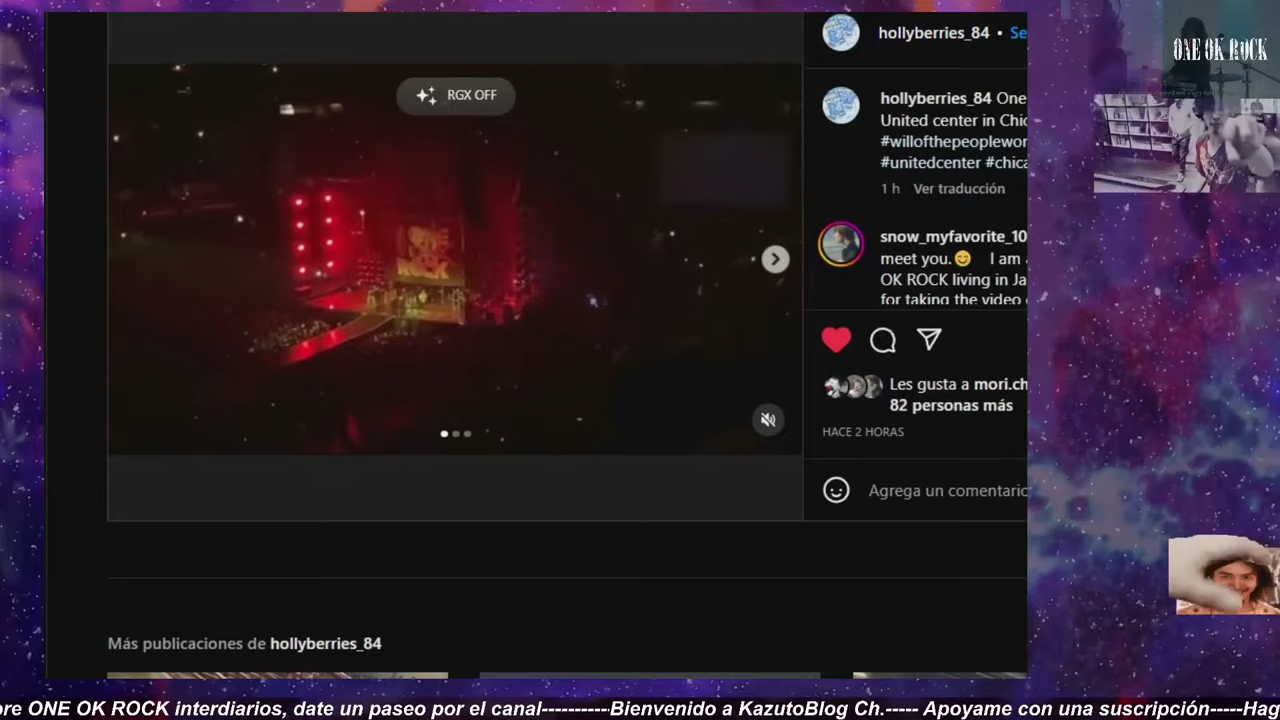 hollyberries_84 • Se
ONE OK ROCK
RGX OFF
hollyberries_84 One
United center in Chic
#willofthepeoplewor
#unitedcenter #chica
1 h Ver traducción
snow_myfavorite_10
meet you.😊 I am a
OK ROCK living in Ja
for taking the video
Les gusta a mori.ch
82 personas más
HACE 2 HORAS
Agrega un comentario
Más publicaciones de hollyberries_84
ore ONE OK ROCK interdiarios, date un paseo por el canal----------Bienvenido a KazutoBlog Ch.----- Apoyame con una suscripción-----Hag